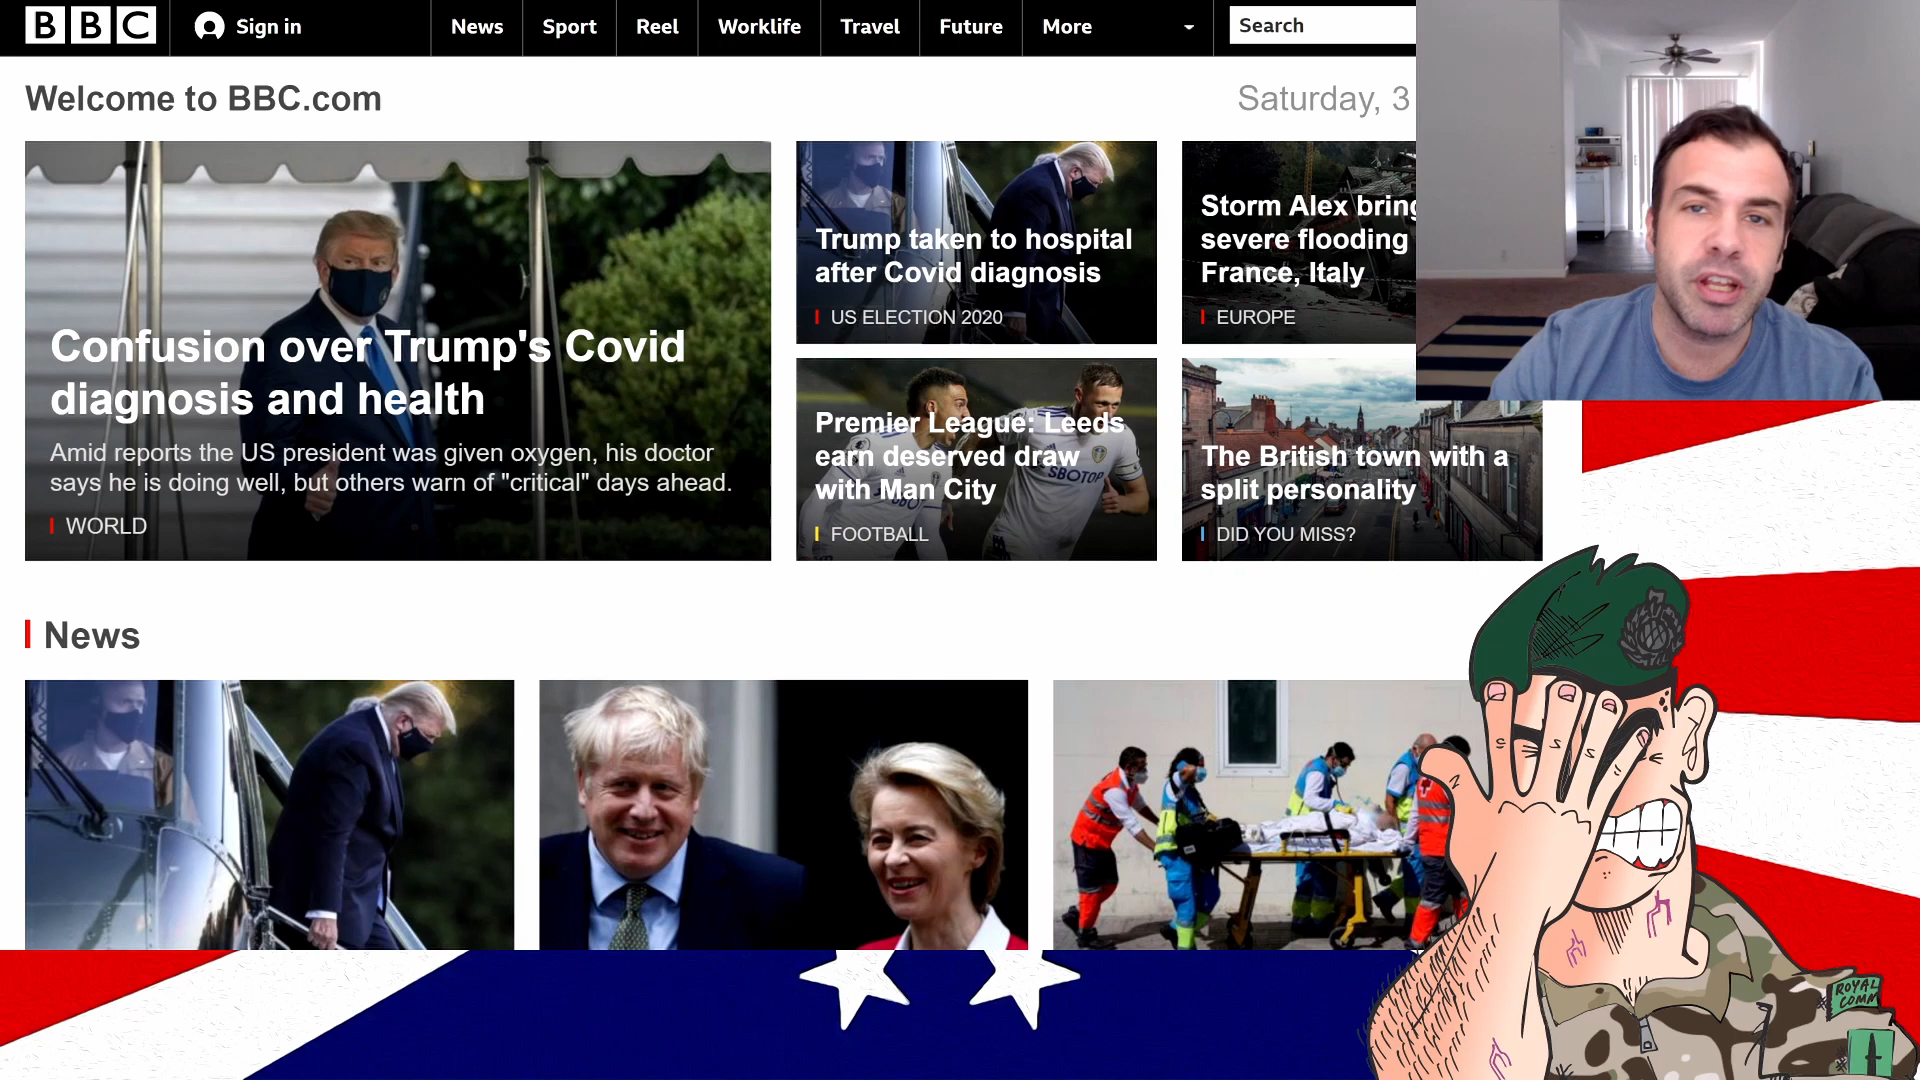 BBC
Sign in
News
Sport
Reel
Worklife
Travel
Future
More
Search
Welcome to BBC.com
Saturday, 3
Confusion over Trump's Covid
diagnosis and health
Amid reports the US president was given oxygen, his doctor
says he is doing well, but others warn of "critical" days ahead.
WORLD
Trump taken to hospital
after Covid diagnosis
US ELECTION 2020
Storm Alex bring
severe flooding
France, Italy
EUROPE
Premier League: Leeds
earn deserved draw
with Man City
FOOTBALL
SBOTOP
The British town with a
split personality
DID YOU MISS?
News
ROYAL
COMM